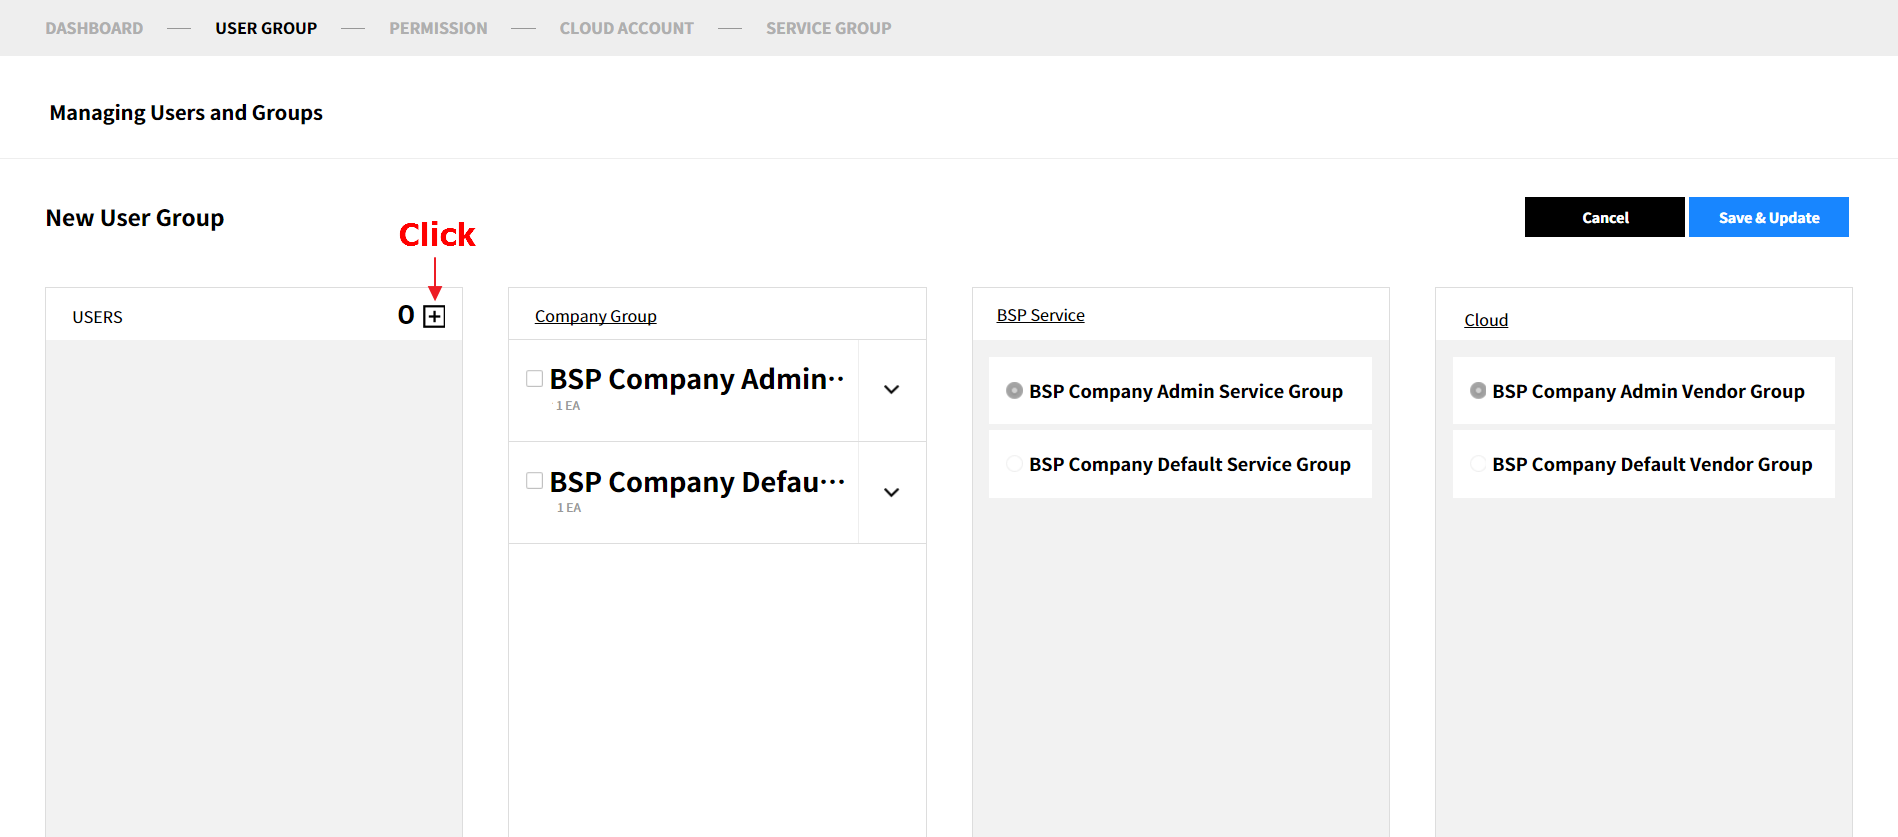 DASHBOARD — USER GROUP — PERMISSION — CLOUD ACCOUNT — SERVICE GROUP
Managing Users and Groups
New User Group
Click
Cancel
Save & Update
USERS
0
Company Group
BSP Company Admin··
1 EA
BSP Company Defau···
1 EA
BSP Service
BSP Company Admin Service Group
BSP Company Default Service Group
Cloud
BSP Company Admin Vendor Group
BSP Company Default Vendor Group